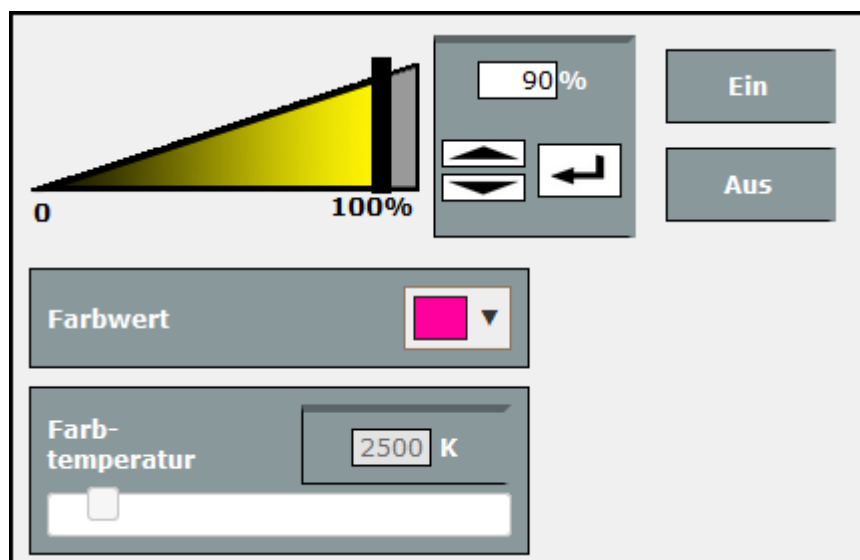 90%
Ein
0
100%
Aus
Farbwert
Farb-
temperatur
2500 K